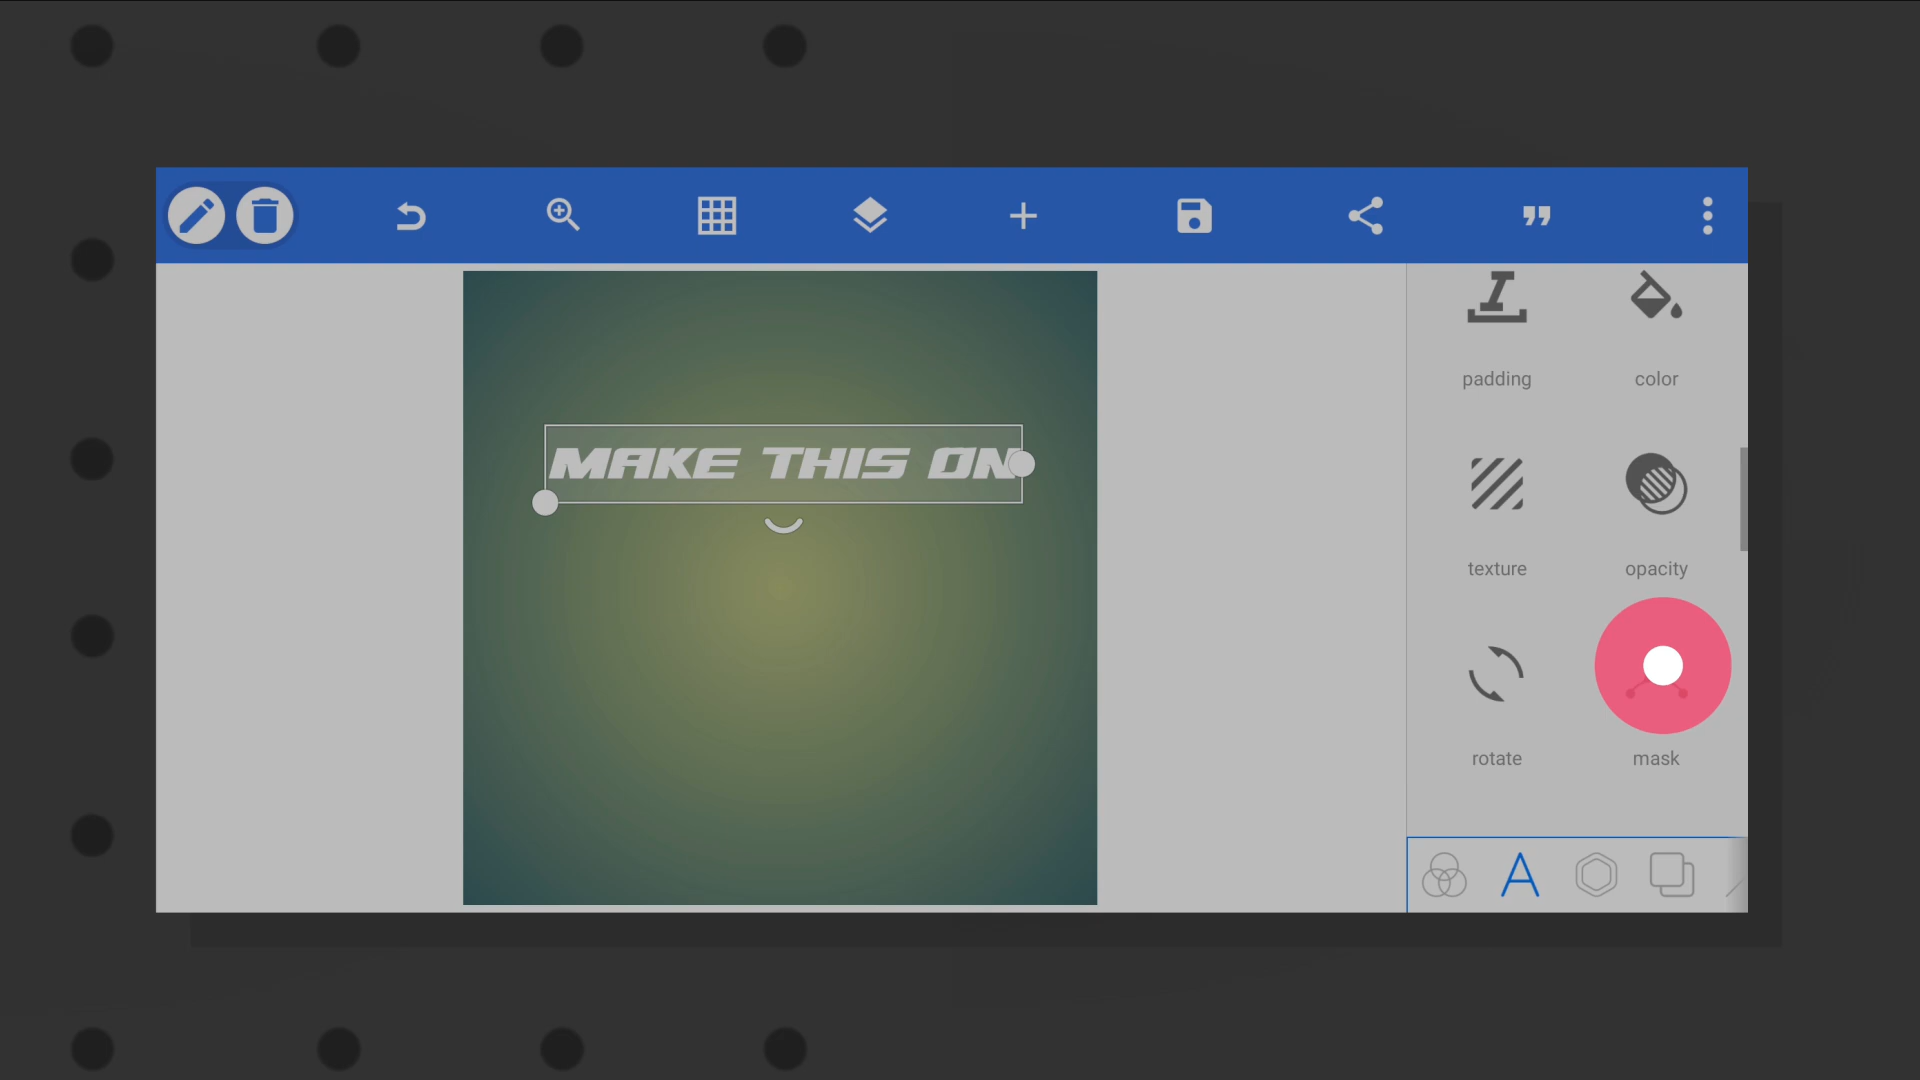 padding color
MAKE THIS ON
texture opacity
rotate mask